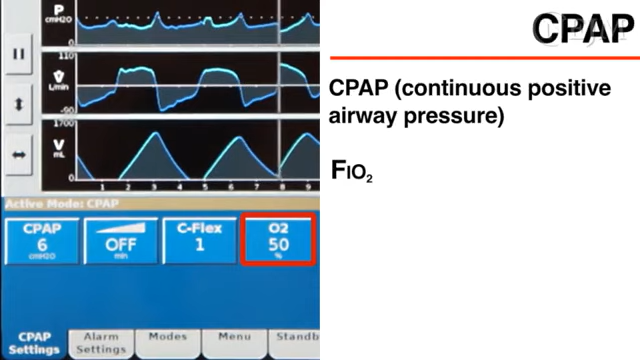 P
cmH2O
110
V̇
L/min
-90
1700
V
mL
0
1 2 3 4 5 6 7 8 9
Active Mode: CPAP
CPAP
6
cmH2O
OFF
min
C-Flex
1
O2
50
%
CPAP
Settings
Alarm
Settings
Modes
Menu
Standb
CPAP
CPAP (continuous positive
airway pressure)
FIO2